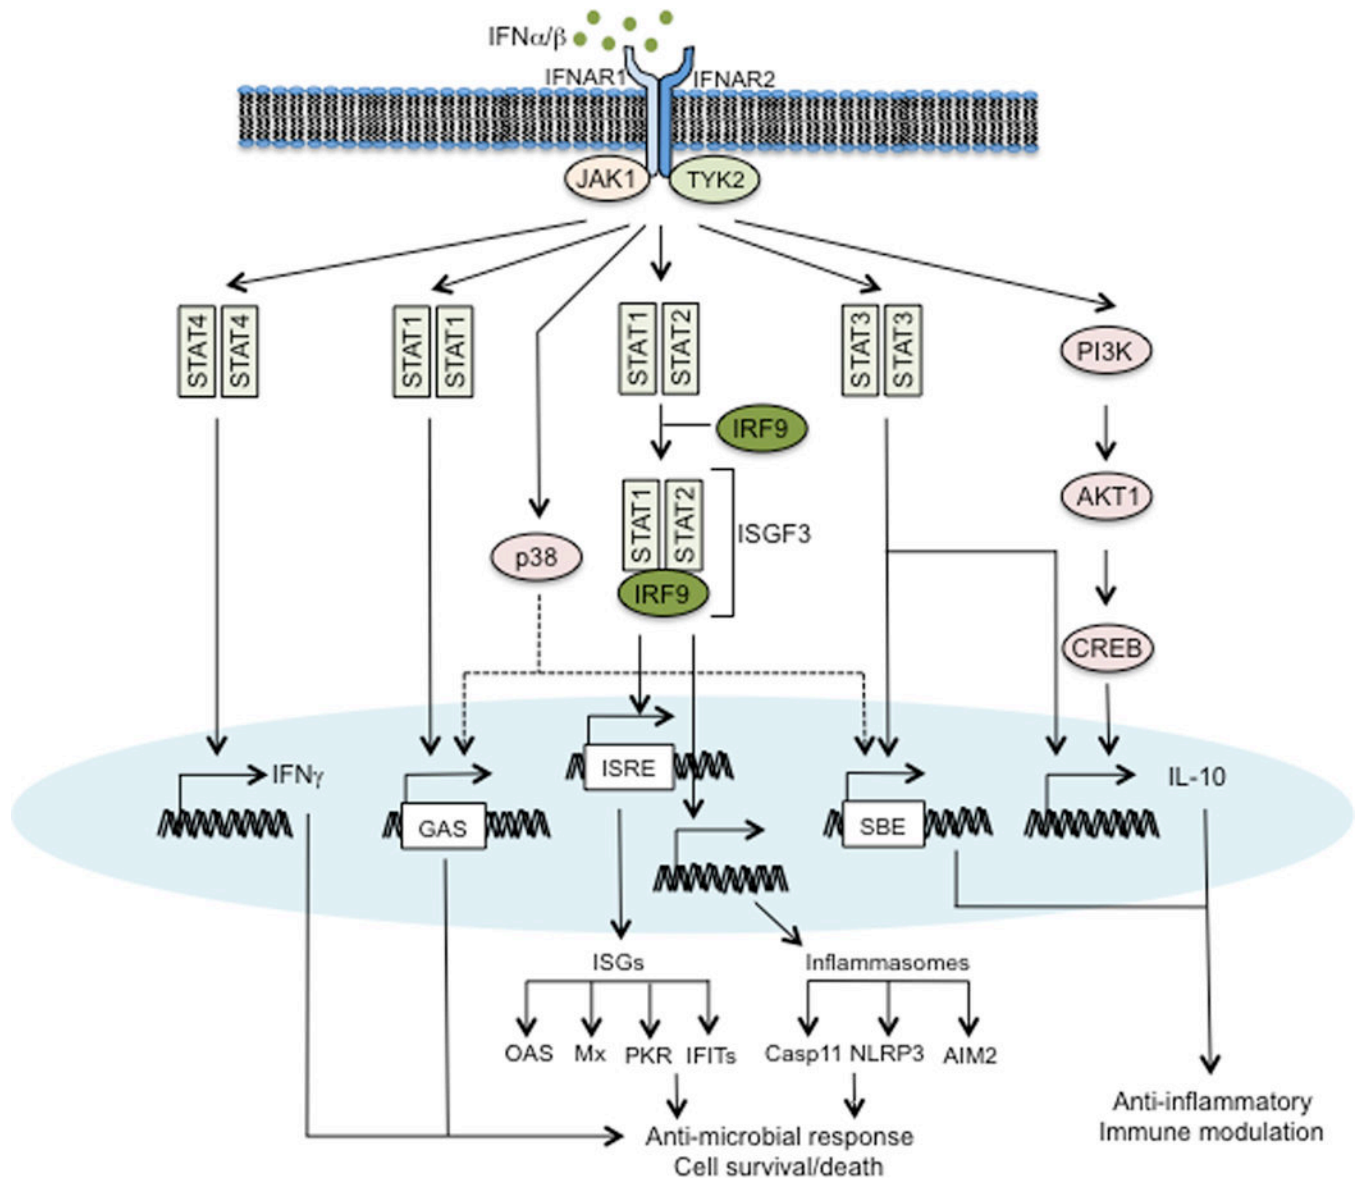 IFNα/β
IFNAR1
IFNAR2
JAK1
TYK2
STAT4
STAT4
STAT1
STAT1
STAT1
STAT2
STAT3
STAT3
PI3K
IRF9
AKT1
STAT1
STAT2
ISGF3
p38
IRF9
CREB
IFNγ
GAS
ISRE
SBE
IL-10
ISGs
Inflammasomes
OAS
Mx
PKR
IFITs
Casp11
NLRP3
AIM2
Anti-microbial response
Cell survival/death
Anti-inflammatory
Immune modulation